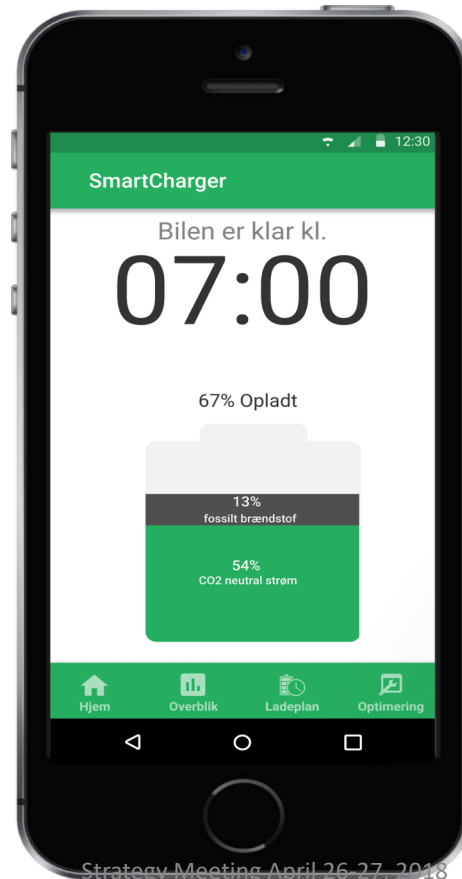 12:30
SmartCharger
Bilen er klar kl.
07:00
67% Opladt
13%
fossilt brændstof
54%
CO2 neutral strøm
Hjem Overblik Ladeplan Optimering
Strategy Meeting April 26-27, 2018